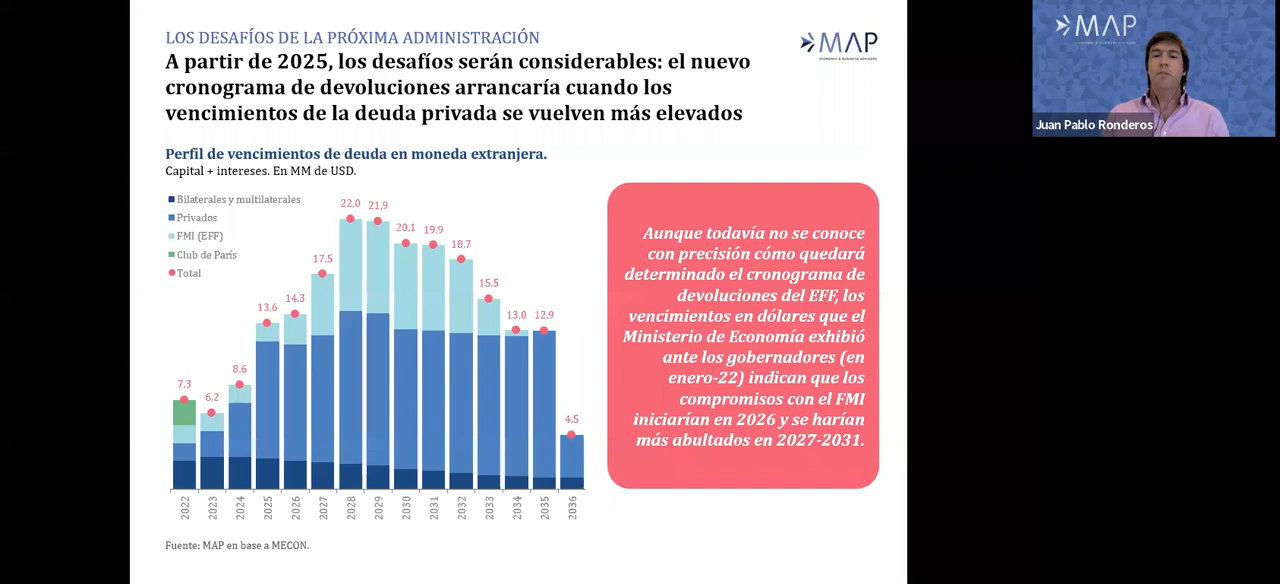 LOS DESAFÍOS DE LA PRÓXIMA ADMINISTRACIÓN
A partir de 2025, los desafíos serán considerables: el nuevo
cronograma de devoluciones arrancaría cuando los
vencimientos de la deuda privada se vuelven más elevados
MAP
ECONOMIC & BUSINESS ADVISORS
Perfil de vencimientos de deuda en moneda extranjera.
Capital + intereses. En MM de USD.
Bilaterales y multilaterales
Privados
FMI (EFF)
Club de París
Total
7,3
6,2
8,6
13,6
14,3
17,5
22,0
21,9
20,1
19,9
18,7
15,5
13,0
12,9
4,5
2022
2023
2024
2025
2026
2027
2028
2029
2030
2031
2032
2033
2034
2035
2036
Aunque todavía no se conoce
con precisión cómo quedará
determinado el cronograma de
devoluciones del EFF, los
vencimientos en dólares que el
Ministerio de Economía exhibió
ante los gobernadores (en
enero-22) indican que los
compromisos con el FMI
iniciarían en 2026 y se harían
más abultados en 2027-2031.
Fuente: MAP en base a MECON.
MAP
Juan Pablo Ronderos